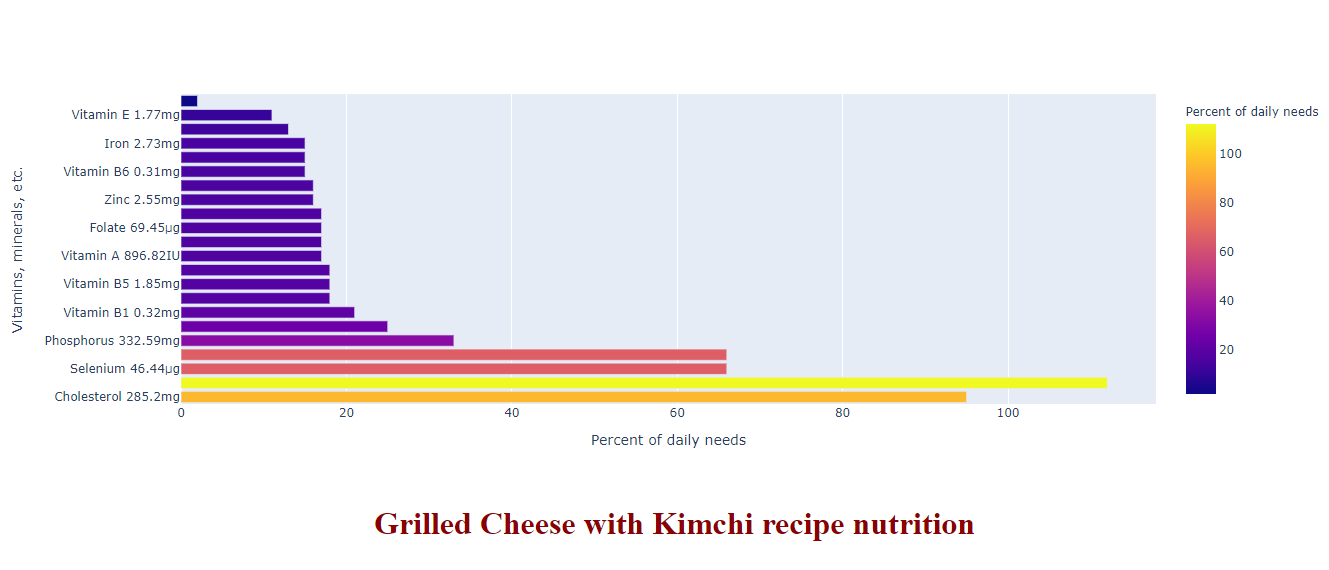 Vitamins, minerals, etc.
Vitamin E 1.77mg
Iron 2.73mg
Vitamin B6 0.31mg
Zinc 2.55mg
Folate 69.45µg
Vitamin A 896.82IU
Vitamin B5 1.85mg
Vitamin B1 0.32mg
Phosphorus 332.59mg
Selenium 46.44µg
Cholesterol 285.2mg
0 20 40 60 80 100
Percent of daily needs
Percent of daily needs
100
80
60
40
20
Grilled Cheese with Kimchi recipe nutrition